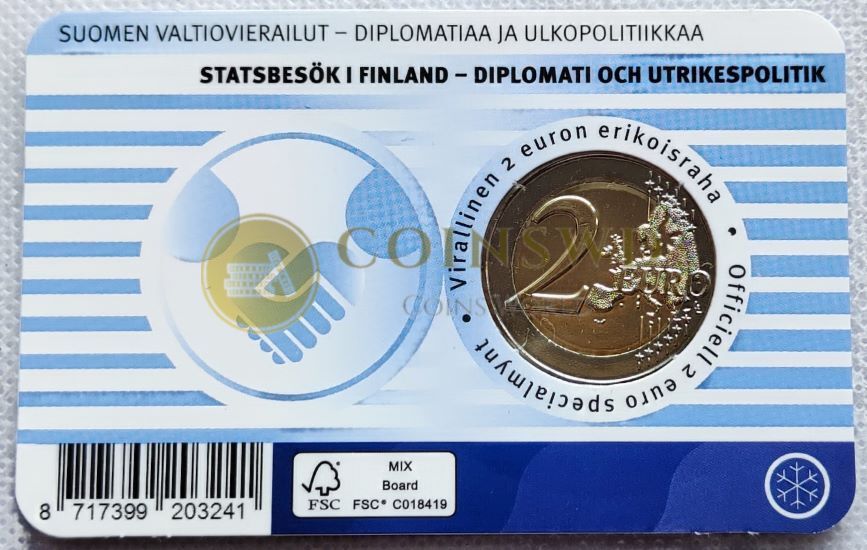 SUOMEN VALTIOVIERAILUT – DIPLOMATIAA JA ULKOPOLITIIKKAA
STATSBESÖK I FINLAND – DIPLOMATI OCH UTRIKESPOLITIK
• Virallinen 2 euron erikoisraha
• Officiell 2 euro specialmynt
2 EURO
COINSWD
8 717399 203241
FSC
MIX
Board
FSC® C018419